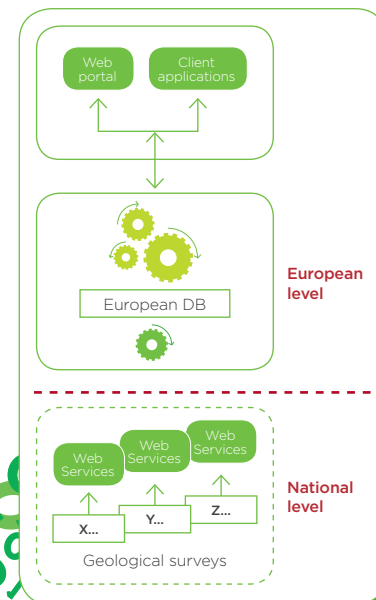 Web
portal
Client
applications
European DB
European
level
Web
Services
Web
Services
Web
Services
X...
Y...
Z...
Geological surveys
National
level